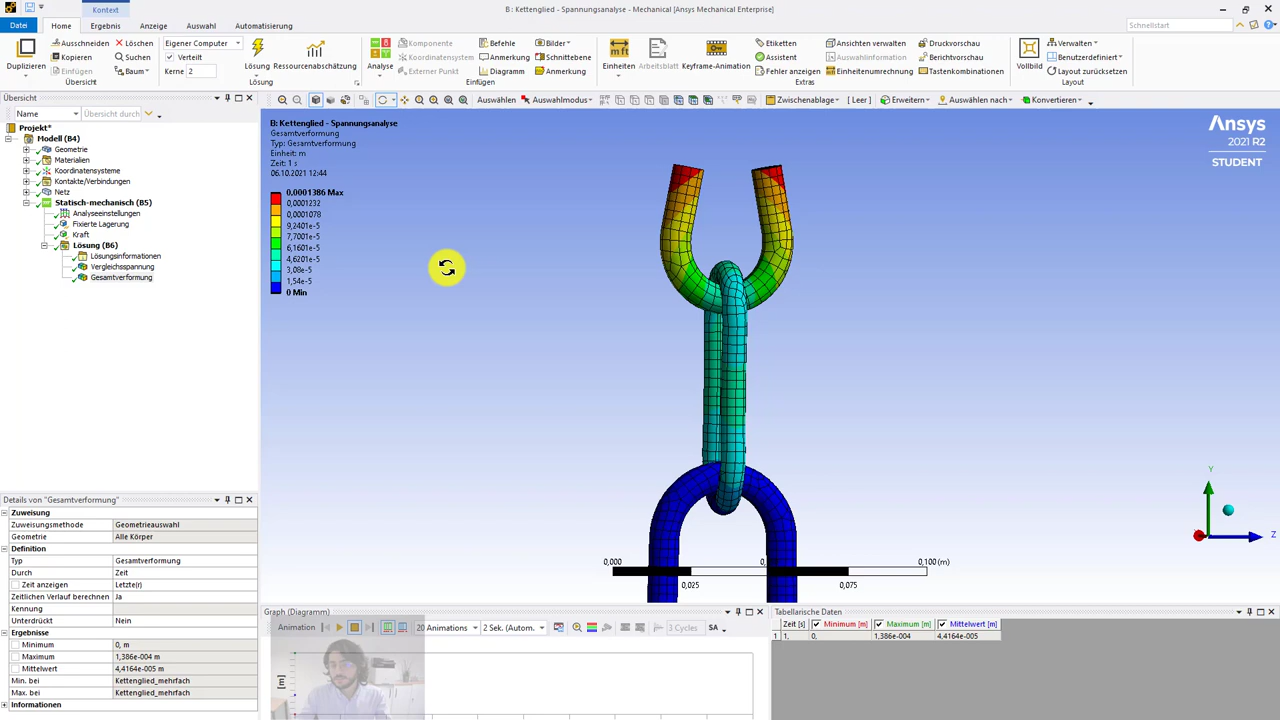 Kontext
B: Kettenglied - Spannungsanalyse - Mechanical [Ansys Mechanical Enterprise]
Datei Home Ergebnis Anzeige Auswahl Automatisierung
Schnellstart
Duplizieren
Ausschneiden Löschen
Kopieren Suchen
Einfügen Baum
Übersicht
Eigener Computer
Verteilt
Kerne 2
Lösung Ressourcenabschätzung
Lösung
Analyse
Komponente Befehle Bilder
Koordinatensystem Anmerkung Schnittebene
Externer Punkt Diagramm Anmerkung
Einfügen
Einheiten Arbeitsblatt Keyframe-Animation
Etiketten Ansichten verwalten Druckvorschau
Assistent Auswahlinformation Berichtvorschau
Fehler anzeigen Einheitenumrechnung Tastenkombinationen
Extras
Vollbild
Verwalten
Benutzerdefiniert
Layout zurücksetzen
Layout
Auswählen Auswahlmodus Zwischenablage [ Leer ] Erweitern Auswählen nach Konvertieren
Übersicht
Name Übersicht durch
Projekt*
Modell (B4)
Geometrie
Materialien
Koordinatensysteme
Kontakte/Verbindungen
Netz
Statisch-mechanisch (B5)
Analyseeinstellungen
Fixierte Lagerung
Kraft
Lösung (B6)
Lösungsinformationen
Vergleichsspannung
Gesamtverformung
B: Kettenglied - Spannungsanalyse
Gesamtverformung
Typ: Gesamtverformung
Einheit: m
Zeit: 1 s
06.10.2021 12:44
0,0001386 Max
0,0001232
0,0001078
9,2401e-5
7,7001e-5
6,1601e-5
4,6201e-5
3,08e-5
1,54e-5
0 Min
Ansys
2021 R2
STUDENT
Y
Z
0,000 0, 0,100 (m)
0,025 0,075
Details von "Gesamtverformung"
Zuweisung
Zuweisungsmethode Geometrieauswahl
Geometrie Alle Körper
Definition
Typ Gesamtverformung
Durch Zeit
Zeit anzeigen Letzte(r)
Zeitlichen Verlauf berechnen Ja
Kennung
Unterdrückt Nein
Ergebnisse
Minimum 0, m
Maximum 1,386e-004 m
Mittelwert 4,4164e-005 m
Min. bei Kettenglied_mehrfach
Max. bei Kettenglied_mehrfach
Informationen
Graph (Diagramm)
Animation 20 Animations 2 Sek. (Autom. 3 Cycles SA
[m]
Tabellarische Daten
Zeit [s] Minimum [m] Maximum [m] Mittelwert [m]
1 1, 0, 1,386e-004 4,4164e-005